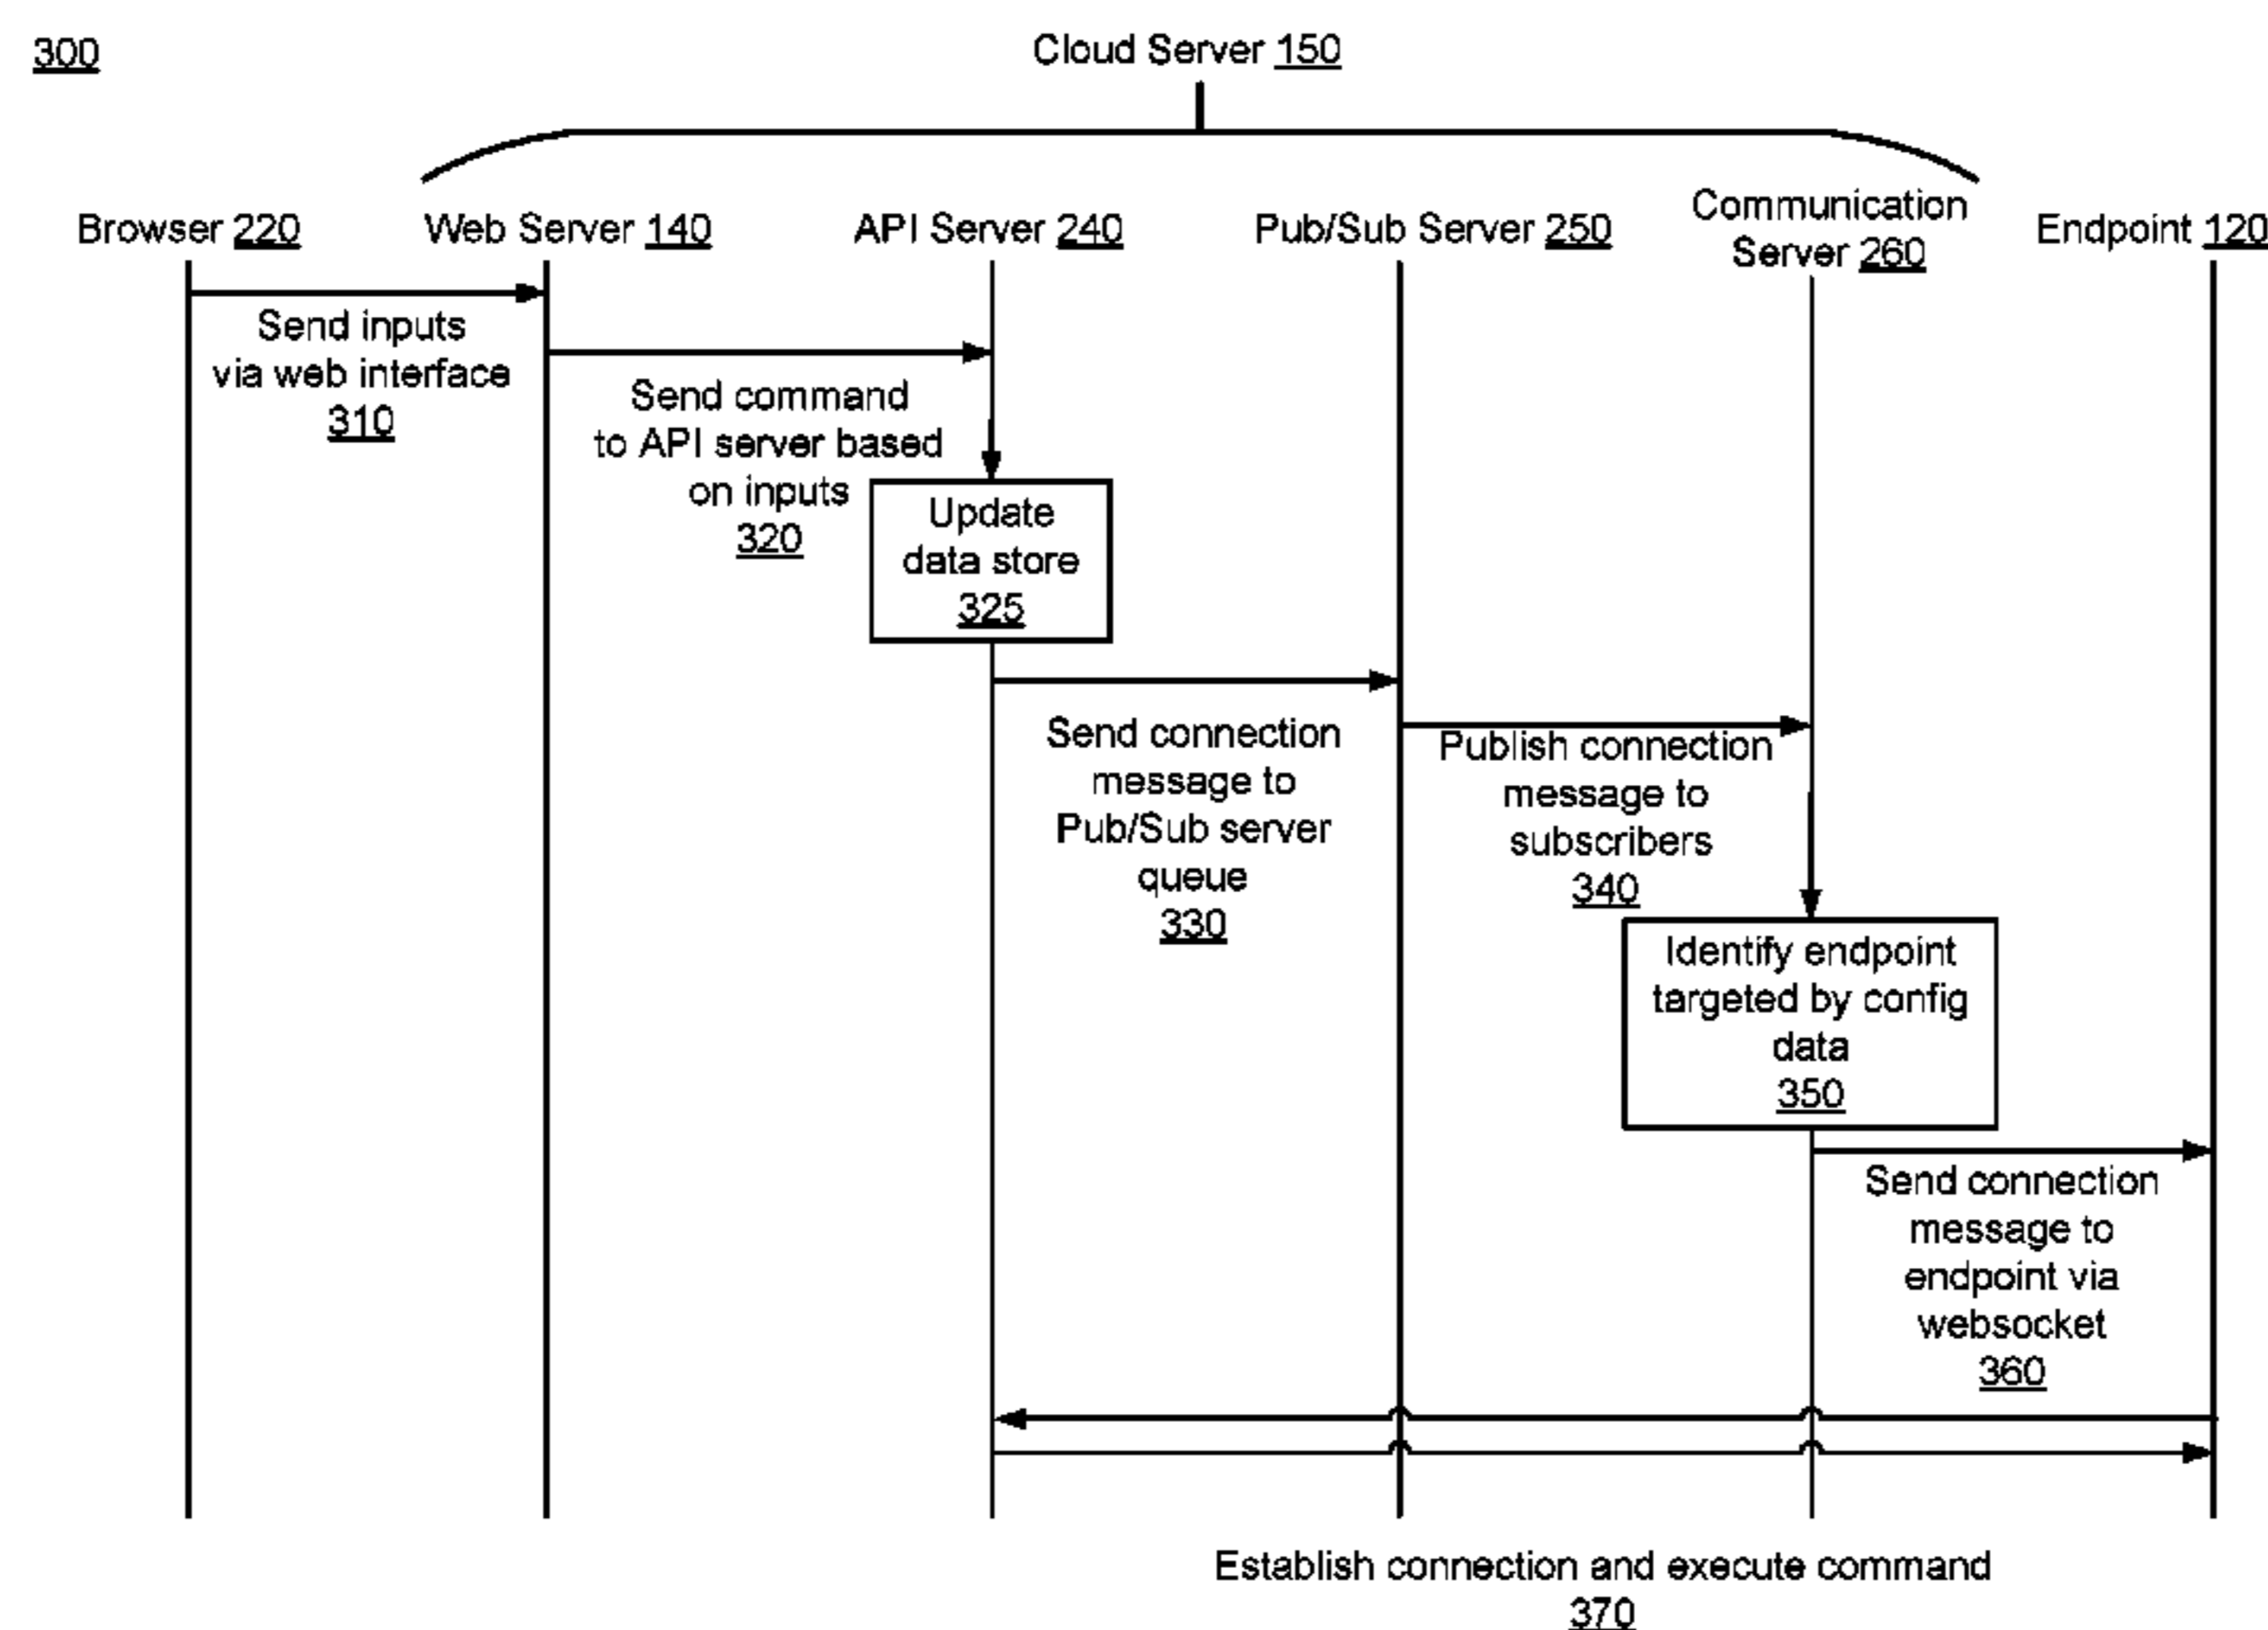 300
Cloud Server 150
Browser 220
Web Server 140
API Server 240
Pub/Sub Server 250
Communication
Server 260
Endpoint 120
Send inputs
via web interface
310
Send command
to API server based
on inputs
320
Update
data store
325
Send connection
message to
Pub/Sub server
queue
330
Publish connection
message to
subscribers
340
Identify endpoint
targeted by config
data
350
Send connection
message to
endpoint via
websocket
360
Establish connection and execute command
370